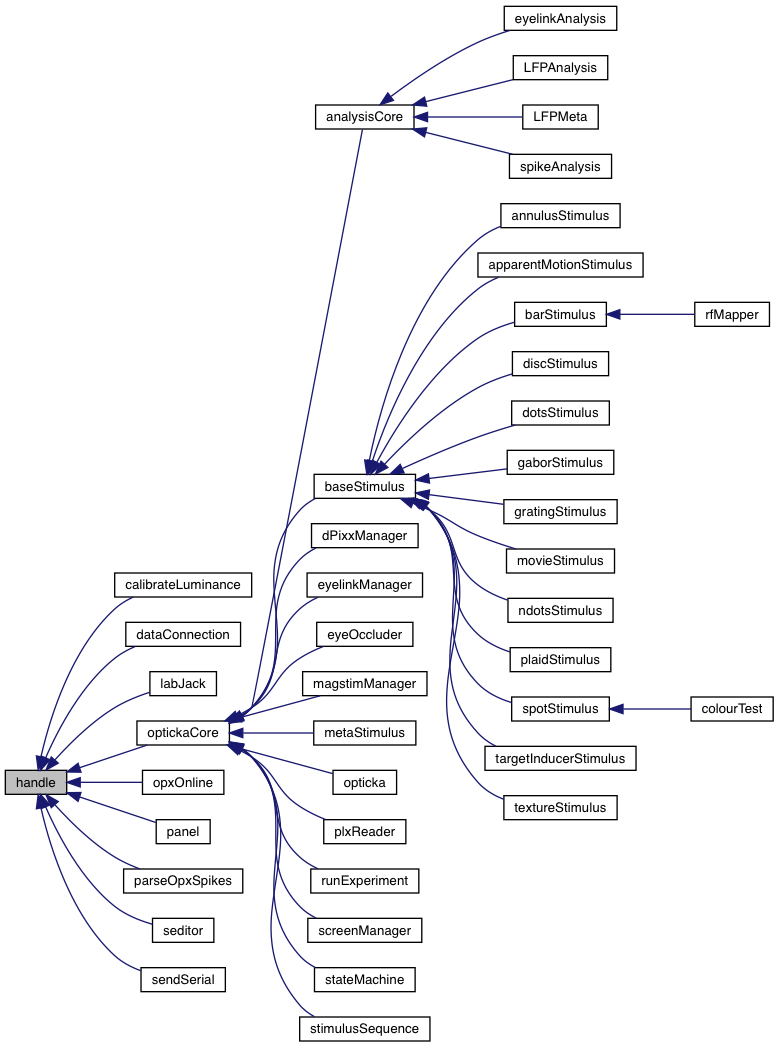 eyelinkAnalysis
LFPAnalysis
analysisCore
LFPMeta
spikeAnalysis
annulusStimulus
apparentMotionStimulus
barStimulus
rfMapper
discStimulus
dotsStimulus
gaborStimulus
baseStimulus
gratingStimulus
dPixxManager
movieStimulus
calibrateLuminance
eyelinkManager
ndotsStimulus
dataConnection
eyeOccluder
plaidStimulus
labJack
magstimManager
spotStimulus
colourTest
optickaCore
metaStimulus
targetInducerStimulus
handle
opxOnline
opticka
textureStimulus
panel
plxReader
parseOpxSpikes
runExperiment
seditor
screenManager
sendSerial
stateMachine
stimulusSequence